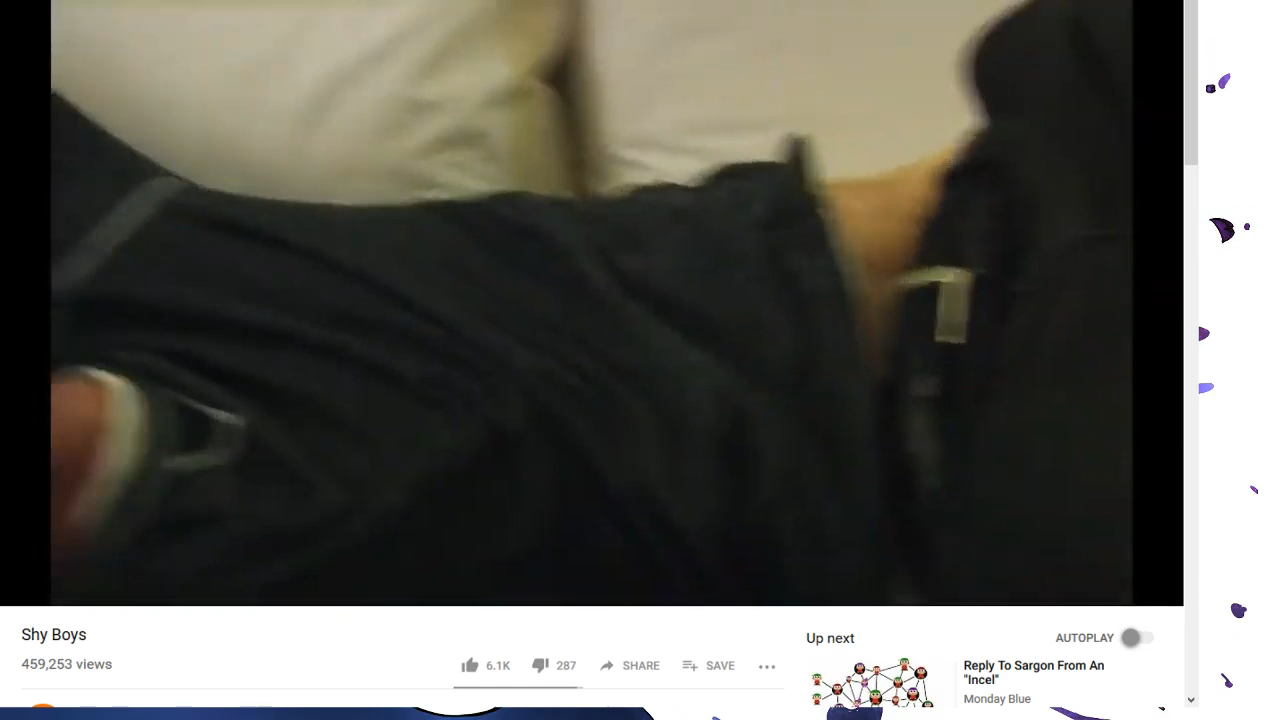 Shy Boys
459,253 views
6.1K
287
SHARE
SAVE
Up next
AUTOPLAY
Reply To Sargon From An
"Incel"
Monday Blue